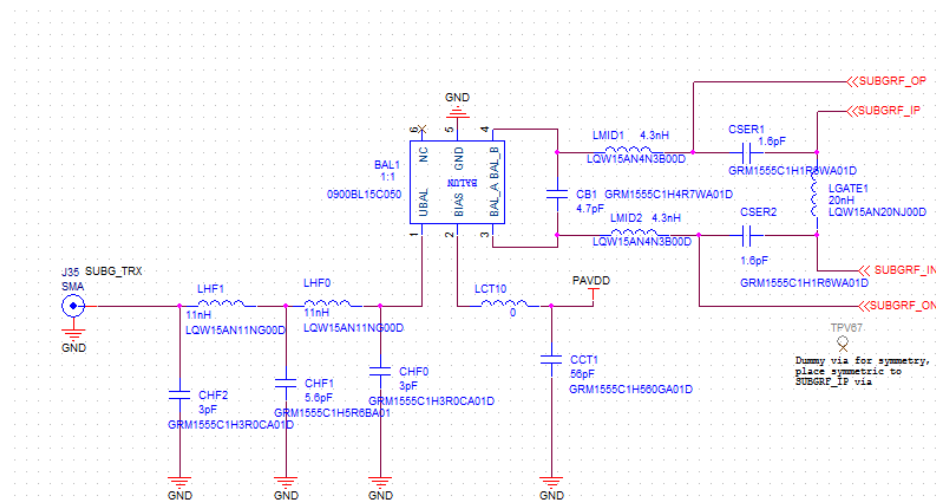 SUBGRF_OP
SUBGRF_IP
GND
6
5
4
NC
GND
BAL_B
BAL1
1:1
0900BL15C050
BALUN
UBAL
BIAS
BAL_A
1
2
3
LMID1 4.3nH
LQW15AN4N3B00D
CSER1
1.6pF
GRM1555C1H1R6WA01D
CB1
4.7pF
GRM1555C1H4R7WA01D
LGATE1
20nH
LQW15AN20NJ00D
LMID2 4.3nH
LQW15AN4N3B00D
CSER2
1.6pF
GRM1555C1H1R6WA01D
SUBGRF_IN
SUBGRF_ON
J35 SUBG_TRX
SMA
GND
LHF1
11nH
LQW15AN11NG00D
LHF0
11nH
LQW15AN11NG00D
LCT10
0
PAVDD
TPV67
Dummy via for symmetry,
place symmetric to
SUBGRF_IP via
CHF2
3pF
GRM1555C1H3R0CA01D
CHF1
5.6pF
GRM1555C1H5R6BA01
CHF0
3pF
GRM1555C1H3R0CA01D
CCT1
56pF
GRM1555C1H560GA01D
GND
GND
GND
GND